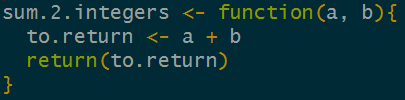 sum.2.integers <- function(a, b){
  to.return <- a + b
  return(to.return)
}